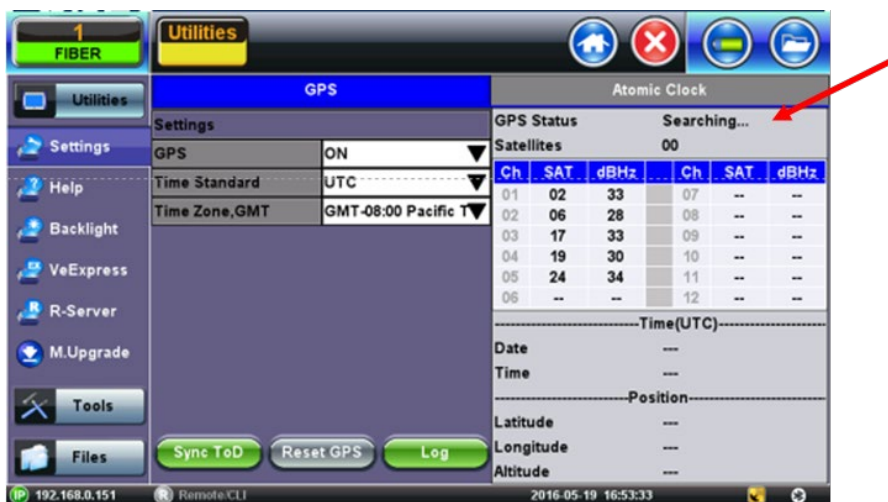 1
FIBER
Utilities
Utilities
Settings
Help
Backlight
VeExpress
R-Server
M.Upgrade
Tools
Files
GPS
Settings
GPS ON
Time Standard UTC
Time Zone,GMT GMT-08:00 Pacific T
Sync ToD Reset GPS Log
Atomic Clock
GPS Status Searching...
Satellites 00
Ch SAT dBHz Ch SAT dBHz
01 02 33 07 -- --
02 06 28 08 -- --
03 17 33 09 -- --
04 19 30 10 -- --
05 24 34 11 -- --
06 -- -- 12 -- --
Time(UTC)
Date ---
Time ---
Position
Latitude ---
Longitude ---
Altitude ---
IP 192.168.0.151 R Remote/CLI 2016-05-19 16:53:33